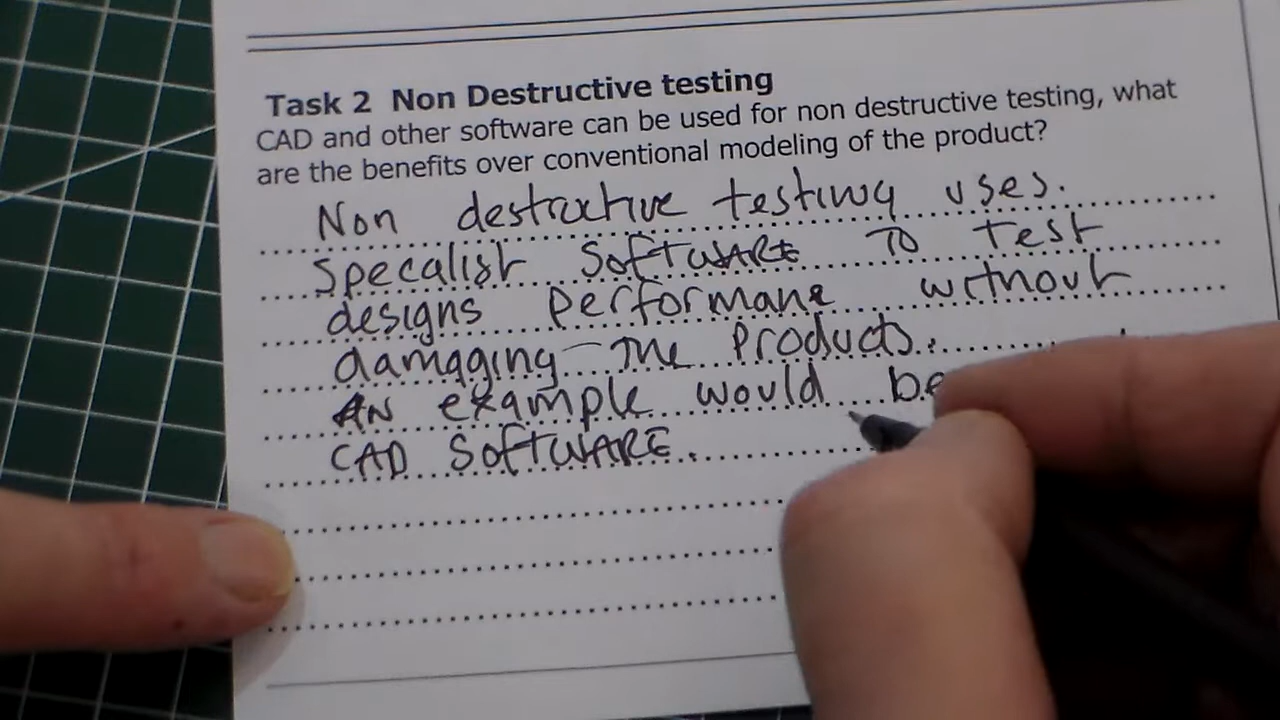 Task 2 Non Destructive testing
CAD and other software can be used for non destructive testing, what
are the benefits over conventional modeling of the product?
Non destructive testing uses.
Specalist Software To test
designs performane without
damaging the products.
AN example would be
CAD Software.